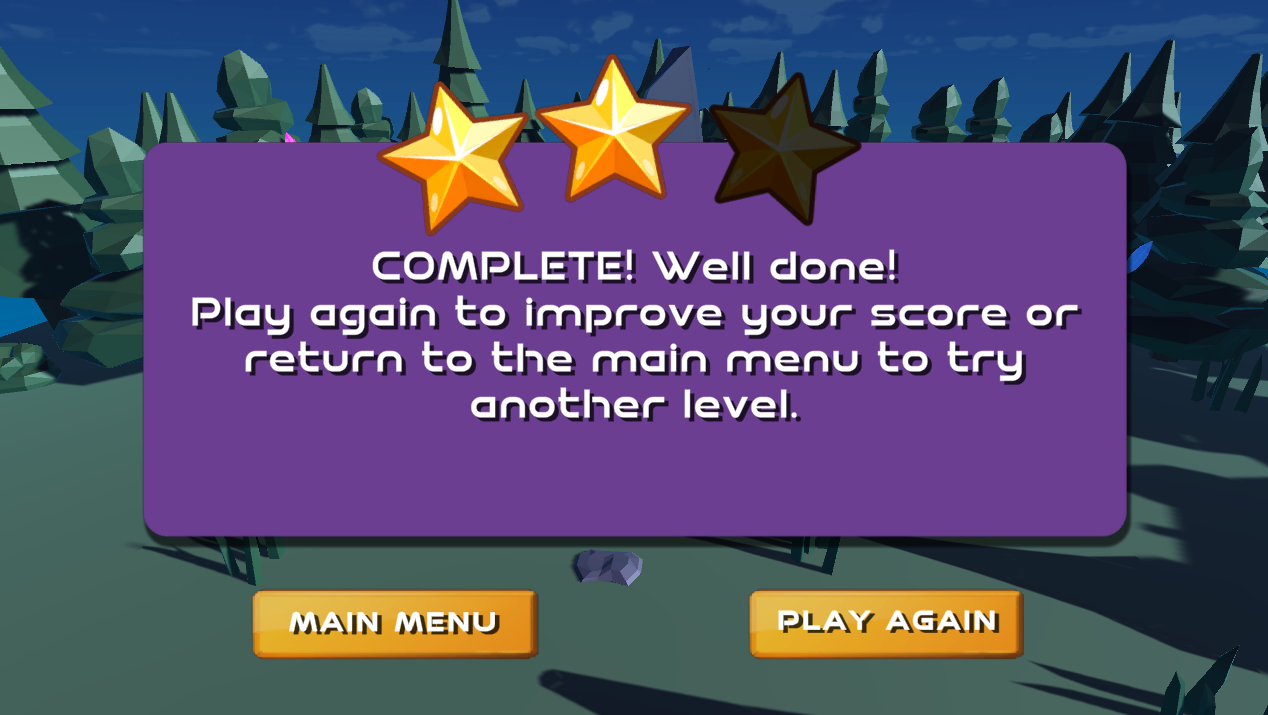 COMPLETE! Well done!
Play again to improve your score or
return to the main menu to try
another level.
MAIN MENU
PLAY AGAIN